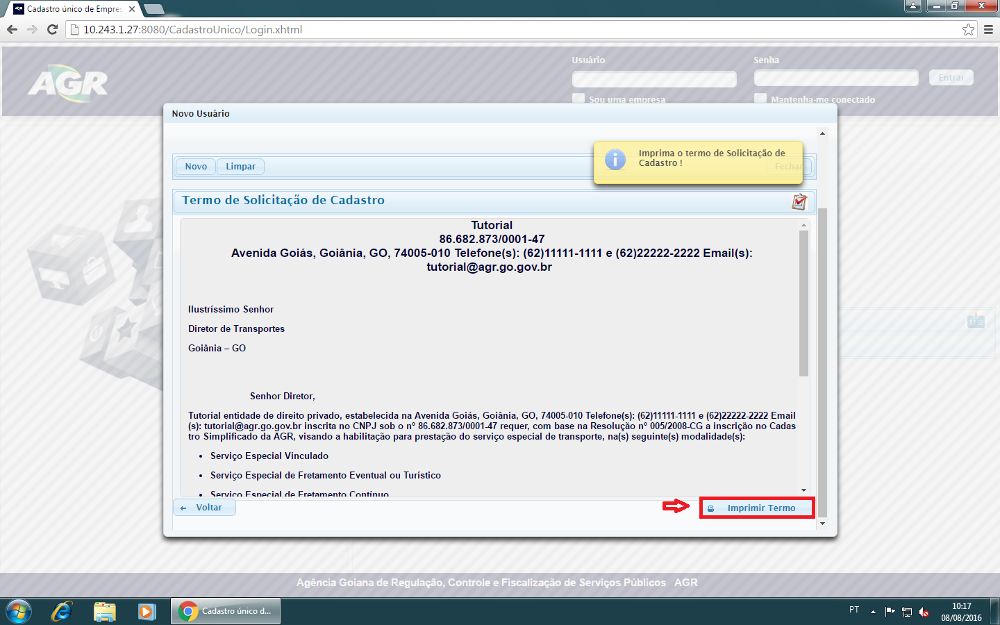 Cadastro único de Empres
10.243.1.27:8080/CadastroUnico/Login.xhtml
AGR
Usuário
Senha
Entrar
Sou uma empresa
Mantenha-me conectado
Novo Usuário
Imprima o termo de Solicitação de
Cadastro !
Novo
Limpar
Fechar
Termo de Solicitação de Cadastro
Tutorial
86.682.873/0001-47
Avenida Goiás, Goiânia, GO, 74005-010 Telefone(s): (62)11111-1111 e (62)22222-2222 Email(s):
tutorial@agr.go.gov.br
Ilustríssimo Senhor
Diretor de Transportes
Goiânia – GO
Senhor Diretor,
Tutorial entidade de direito privado, estabelecida na Avenida Goiás, Goiânia, GO, 74005-010 Telefone(s): (62)11111-1111 e (62)22222-2222 Email
(s): tutorial@agr.go.gov.br inscrita no CNPJ sob o nº 86.682.873/0001-47 requer, com base na Resolução nº 005/2008-CG a inscrição no Cadas
tro Simplificado da AGR, visando a habilitação para prestação do serviço especial de transporte, na(s) seguinte(s) modalidade(s):
• Serviço Especial Vinculado
• Serviço Especial de Fretamento Eventual ou Turístico
• Serviço Especial de Fretamento Contínuo
Voltar
Imprimir Termo
Agência Goiana de Regulação, Controle e Fiscalização de Serviços Públicos AGR
Cadastro único d...
PT
10:17
08/08/2016